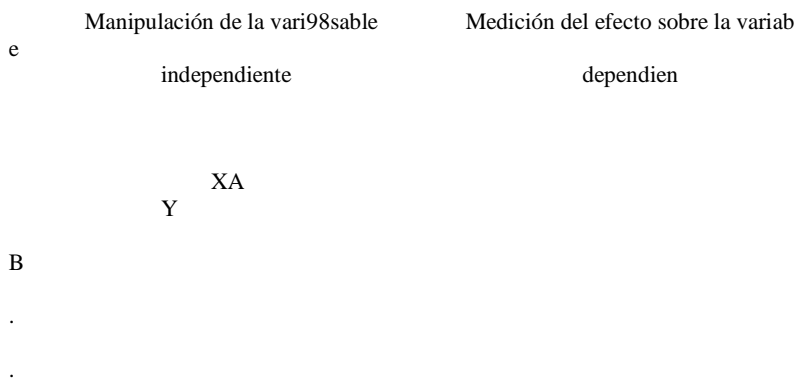 Manipulación de la vari98sable Medición del efecto sobre la variab
e
independiente dependien
XA
Y
B
.
.